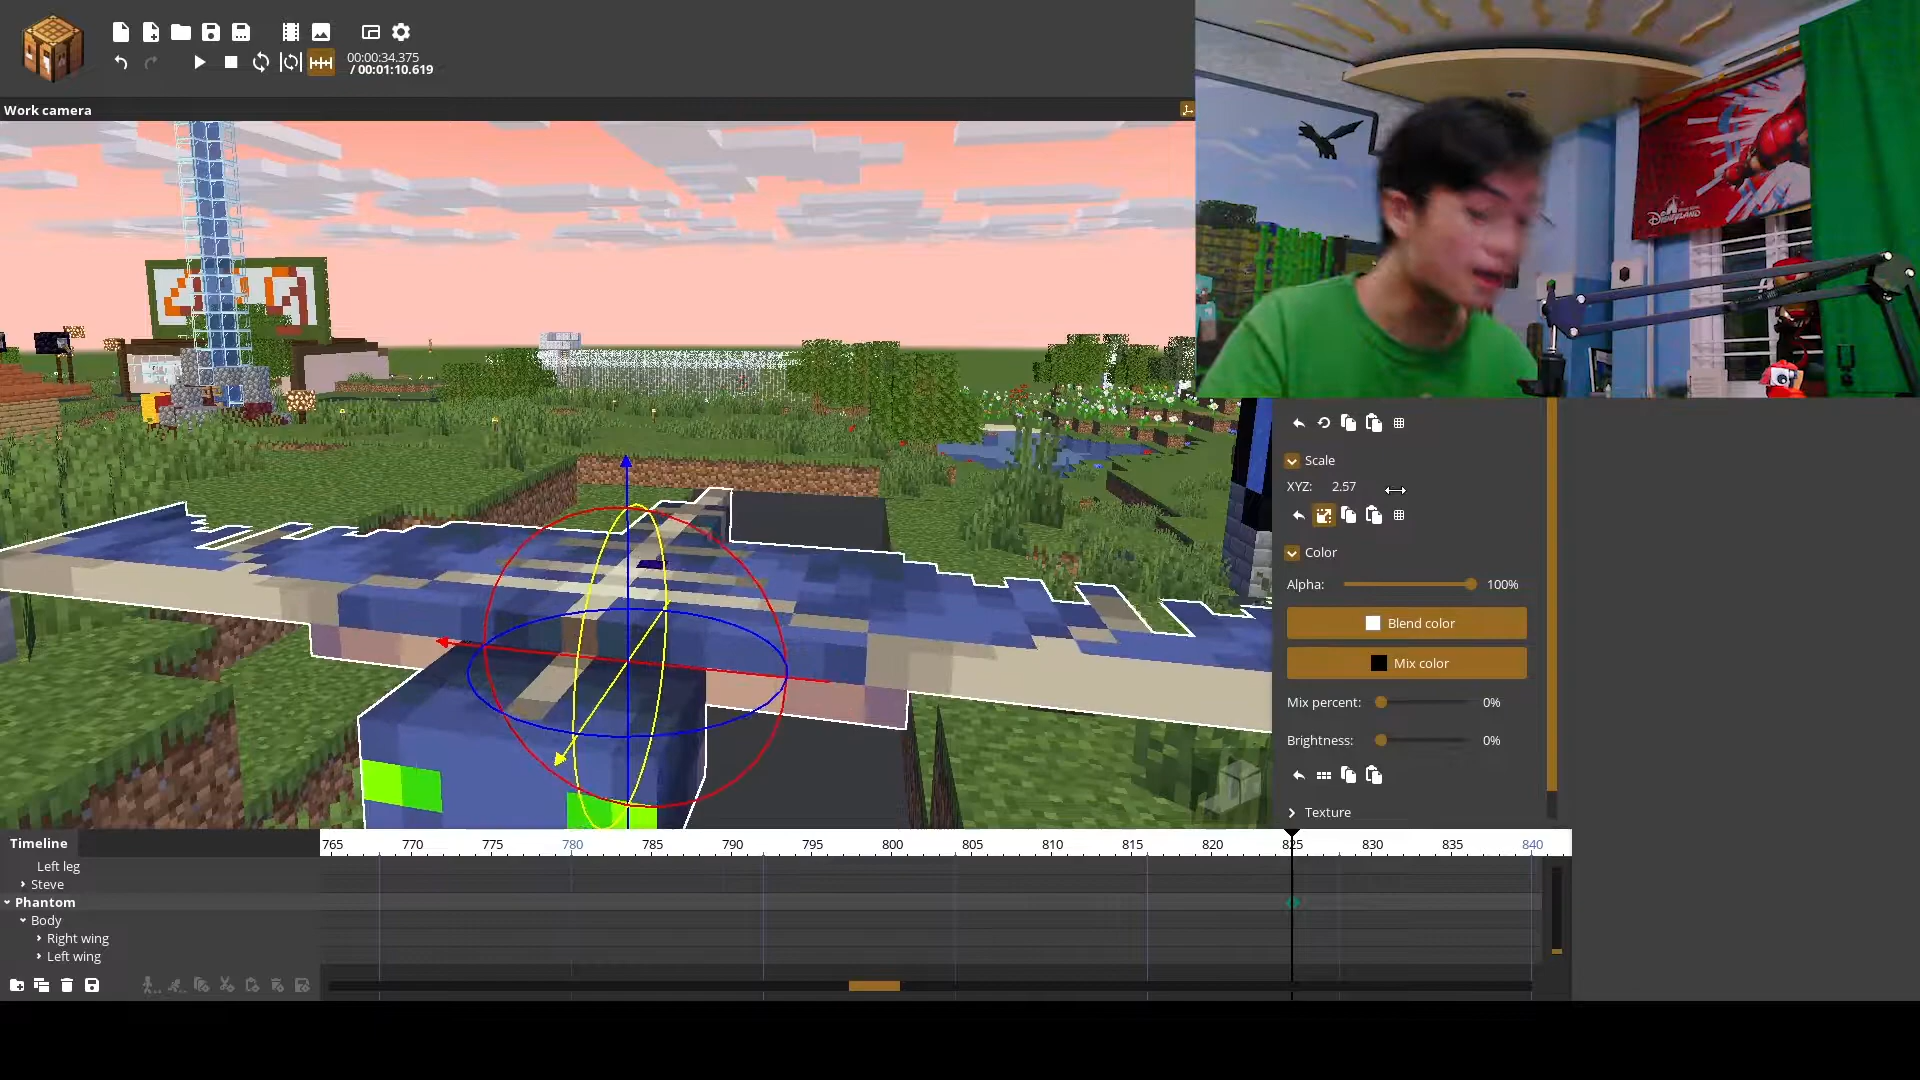 00:00:34.375
/ 00:01:10.619
Work camera
DISNEYLAND
Scale
XYZ: 2.57
Color
Alpha: 100%
Blend color
Mix color
Mix percent: 0%
Brightness: 0%
Texture
Timeline
765 770 775 780 785 790 795 800 805 810 815 820 825 830 835 840
Left leg
Steve
Phantom
Body
Right wing
Left wing